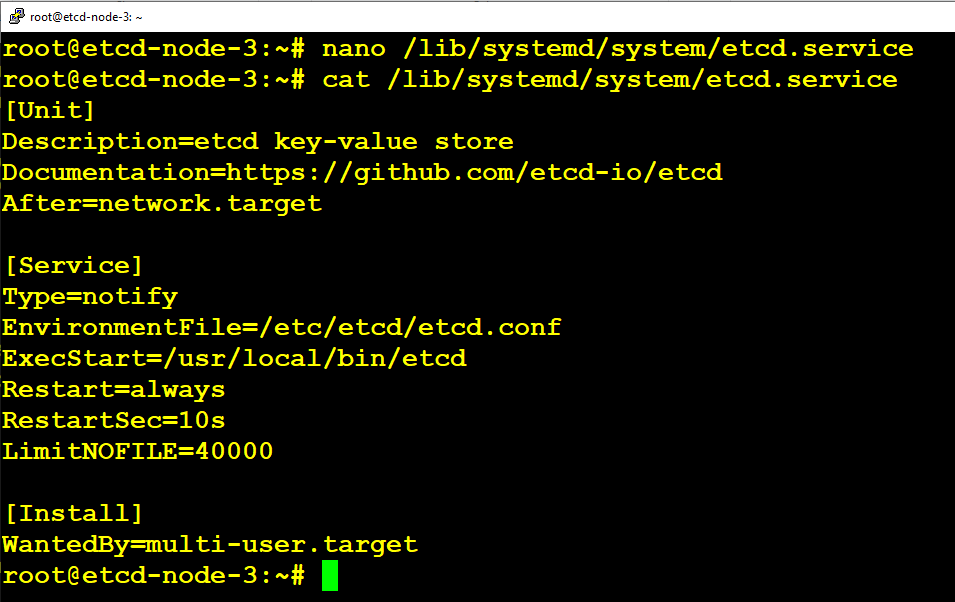 root@etcd-node-3: ~
root@etcd-node-3:~# nano /lib/systemd/system/etcd.service
root@etcd-node-3:~# cat /lib/systemd/system/etcd.service
[Unit]
Description=etcd key-value store
Documentation=https://github.com/etcd-io/etcd
After=network.target
[Service]
Type=notify
EnvironmentFile=/etc/etcd/etcd.conf
ExecStart=/usr/local/bin/etcd
Restart=always
RestartSec=10s
LimitNOFILE=40000
[Install]
WantedBy=multi-user.target
root@etcd-node-3:~#